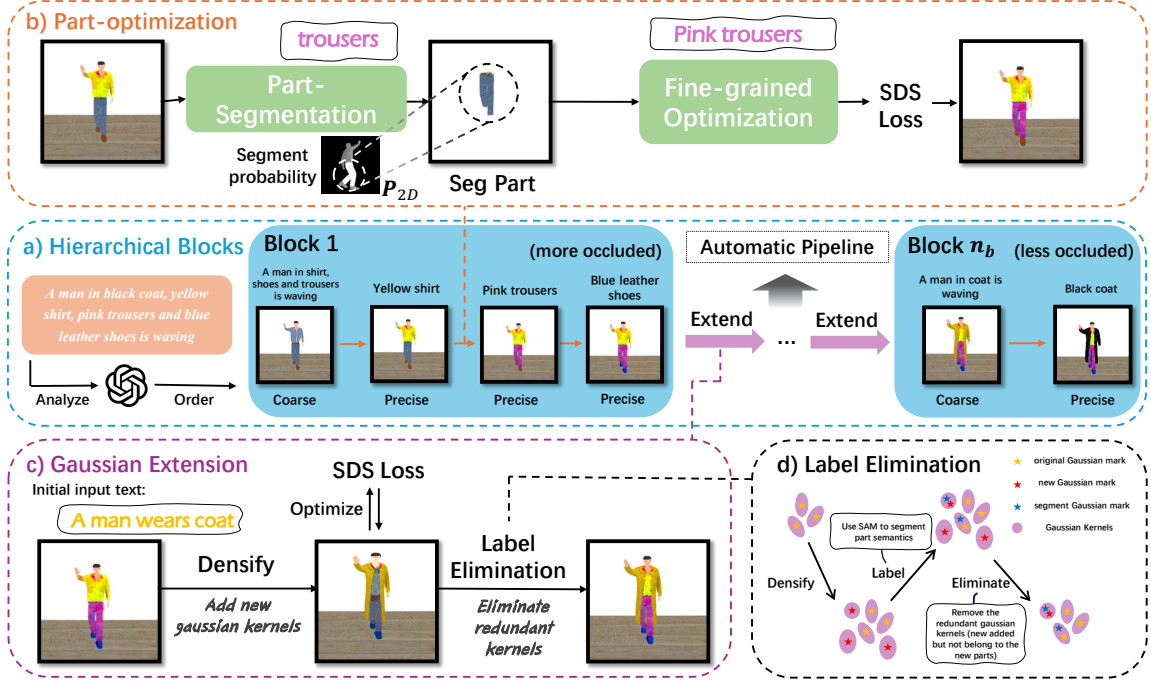 b) Part-optimization
trousers
Part-
Segmentation
Segment
probability
P2D
Seg Part
Pink trousers
Fine-grained
Optimization
SDS
Loss
a) Hierarchical Blocks
A man in black coat, yellow
shirt, pink trousers and blue
leather shoes is waving
Analyze
Order
Block 1
(more occluded)
A man in shirt,
shoes and trousers
is waving
Coarse
Yellow shirt
Precise
Pink trousers
Precise
Blue leather
shoes
Precise
Extend
...
Extend
Automatic Pipeline
Block nb
(less occluded)
A man in coat is
waving
Coarse
Black coat
Precise
c) Gaussian Extension
Initial input text:
A man wears coat
Densify
Add new
gaussian kernels
SDS Loss
Optimize
Label
Elimination
Eliminate
redundant
kernels
d) Label Elimination
original Gaussian mark
new Gaussian mark
segment Gaussian mark
Gaussian Kernels
Densify
Use SAM to segment
part semantics
Label
Eliminate
Remove the
redundant gaussian
kernels (new added
but not belong to the
new parts)